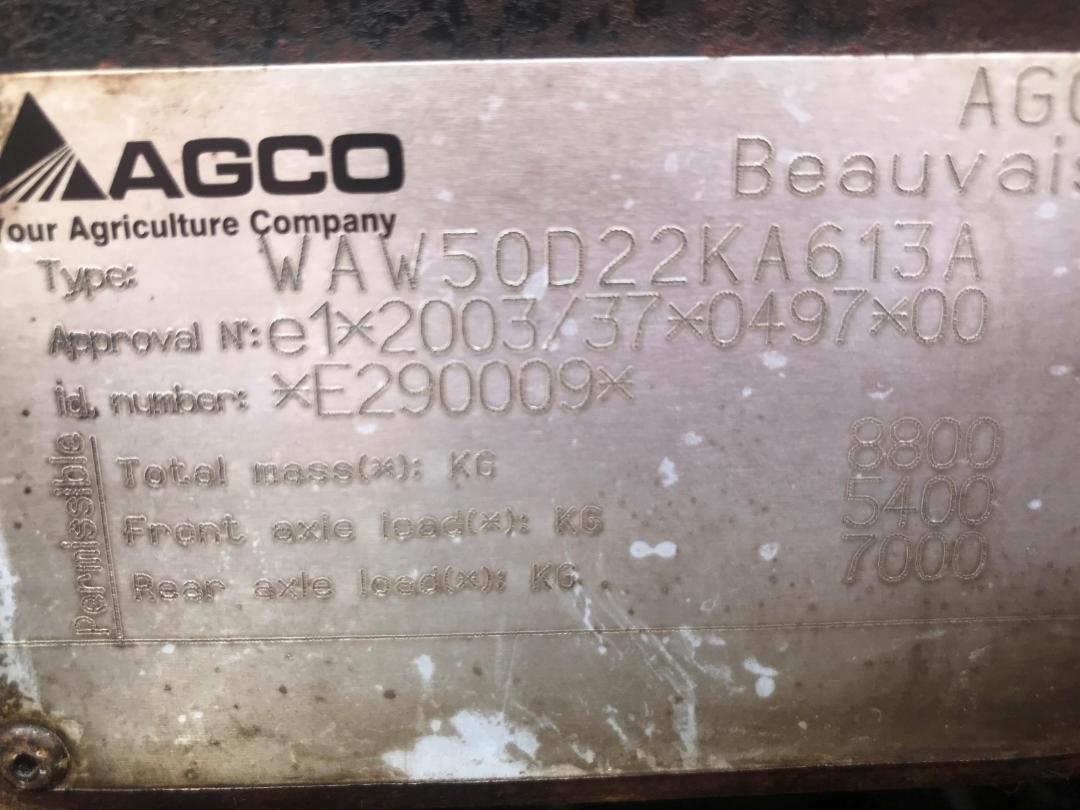 AGCO
Your Agriculture Company
AGC
Beauvais
Type: WAW50D22KA613A
Approval N°: e1*2003/37*0497*00
id. number: *E290009*
Permissible
Total mass(x): KG 8800
Front axle load(x): KG 5400
Rear axle load(x): KG 7000